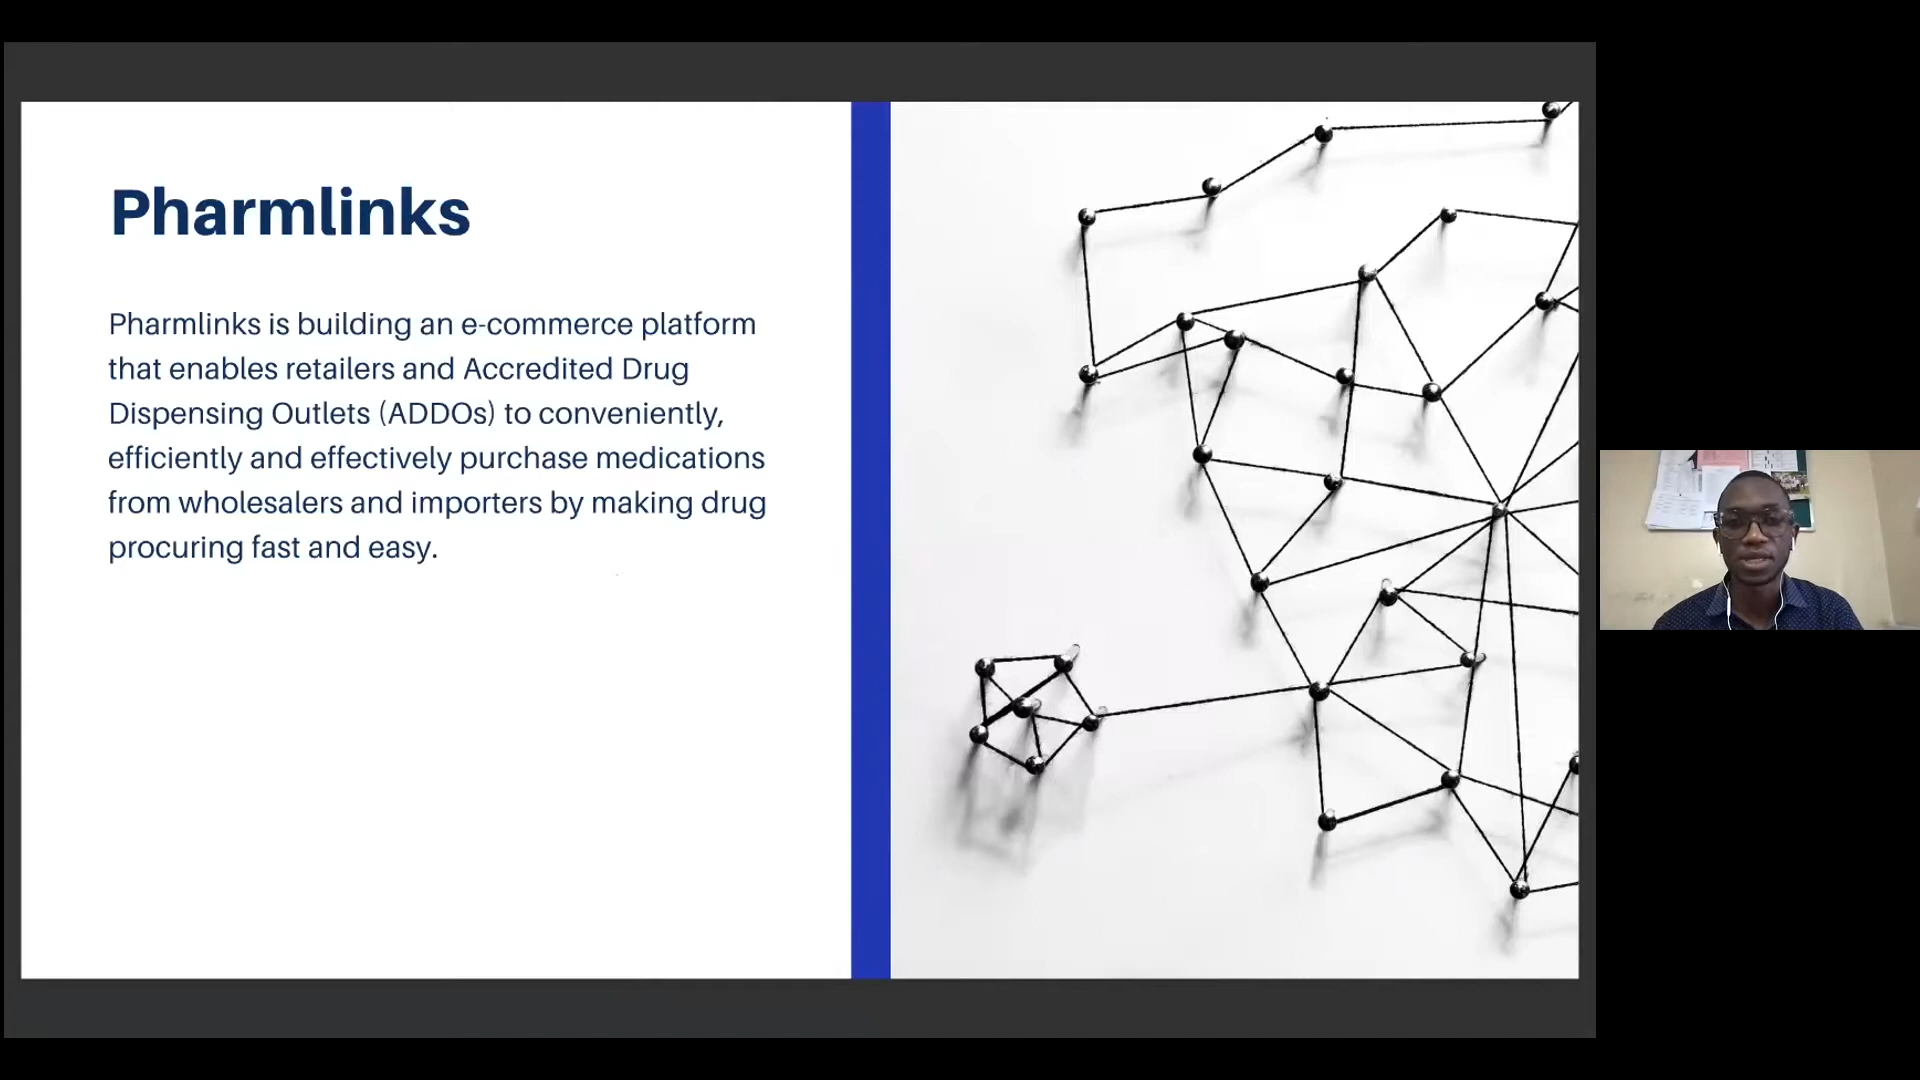 Pharmlinks
Pharmlinks is building an e-commerce platform
that enables retailers and Accredited Drug
Dispensing Outlets (ADDOs) to conveniently,
efficiently and effectively purchase medications
from wholesalers and importers by making drug
procuring fast and easy.